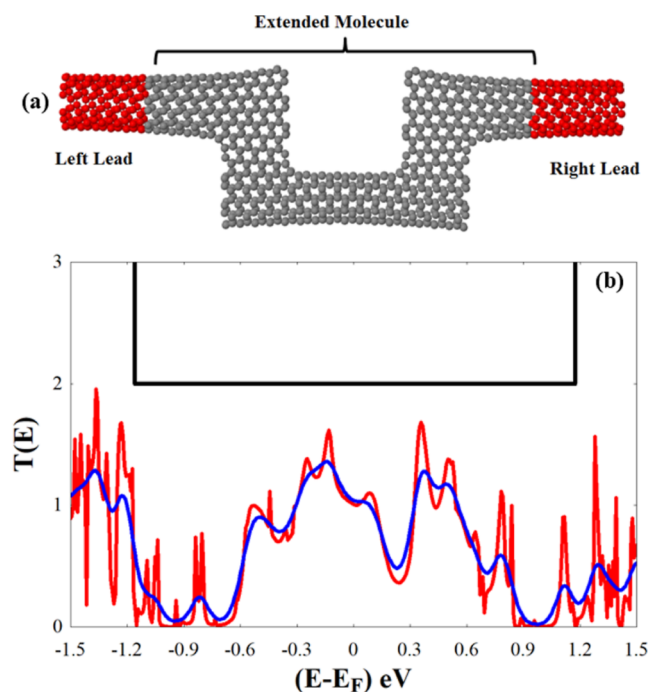 Extended Molecule
(a)
Left Lead
Right Lead
(b)
3
2
1
0
T(E)
-1.5 -1.2 -0.9 -0.6 -0.3 0 0.3 0.6 0.9 1.2 1.5
(E-E_F) eV